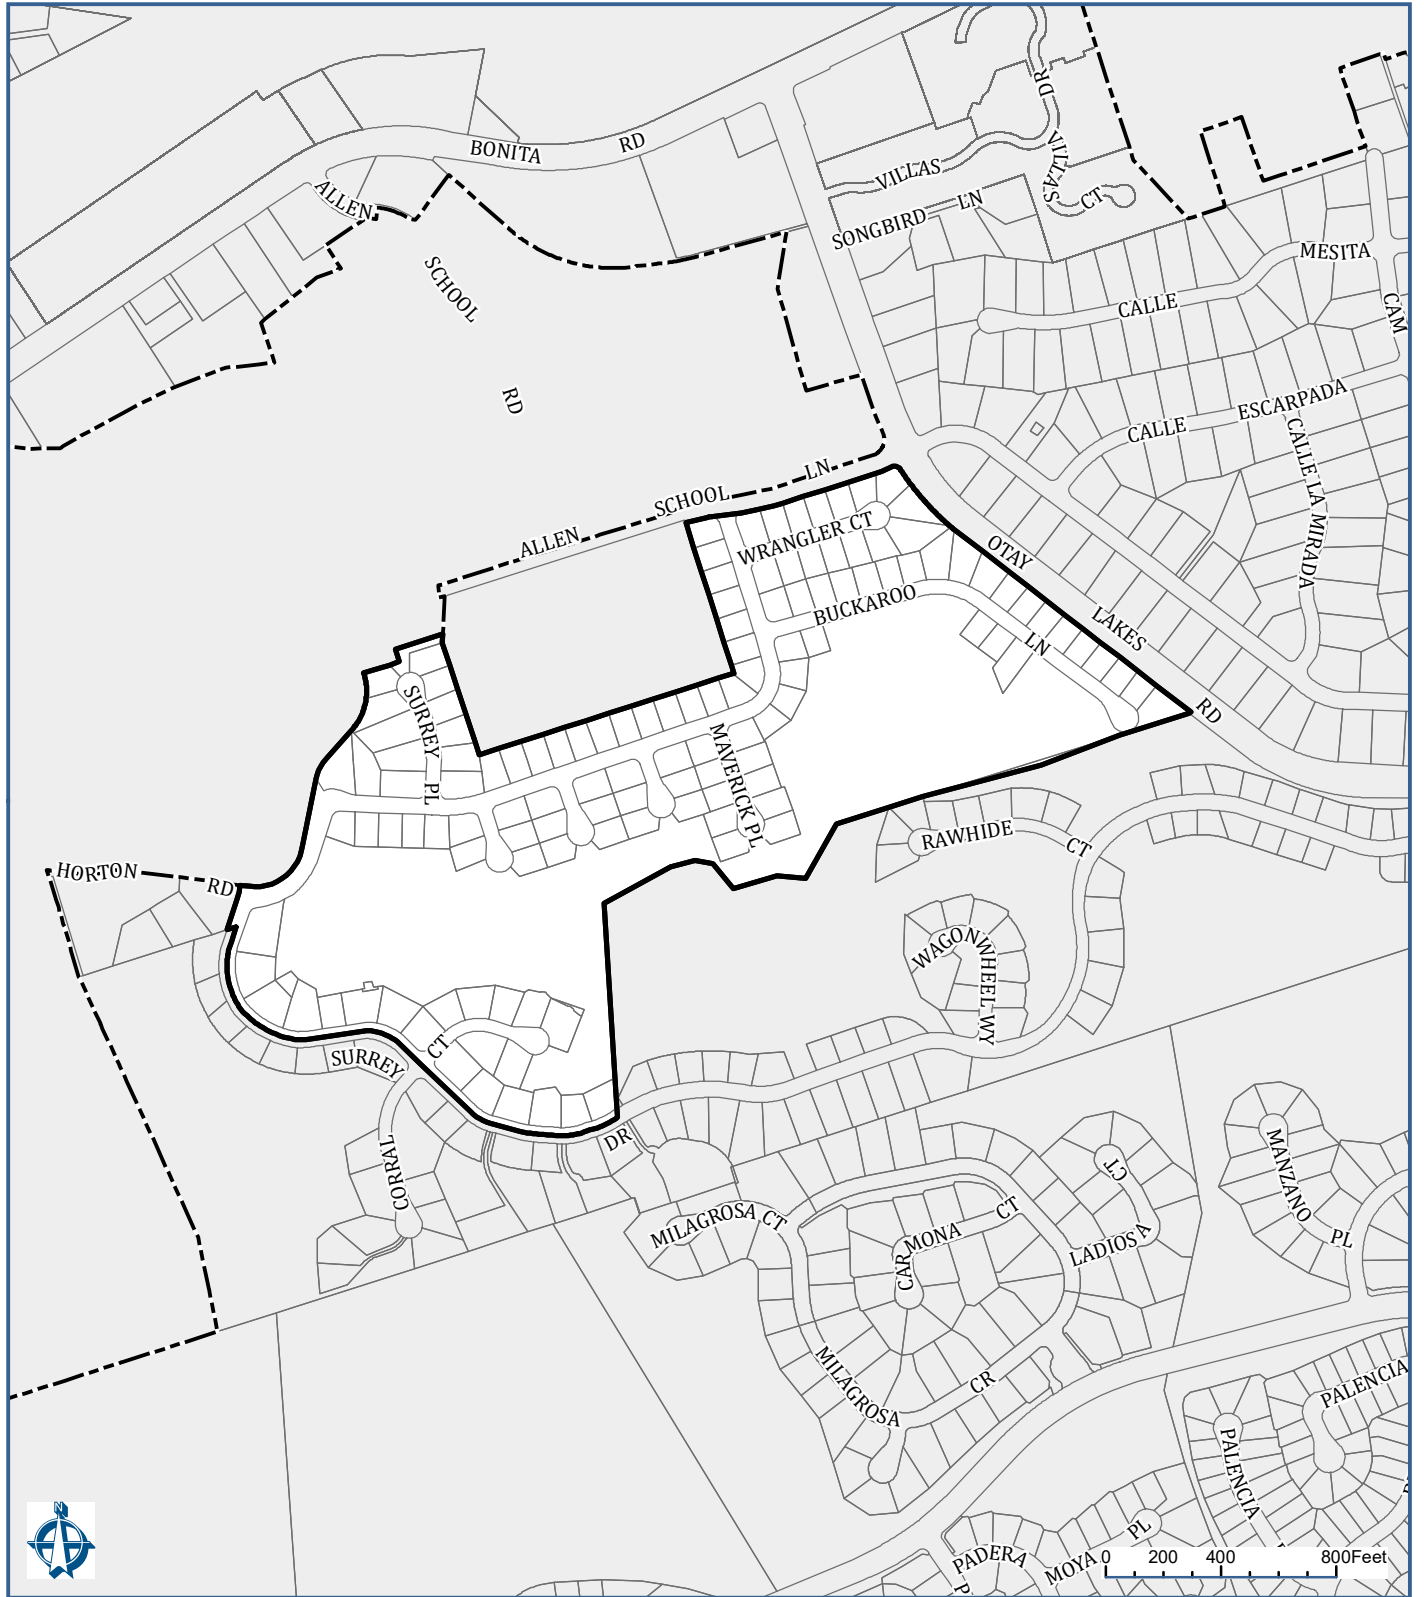 DR
BONITA
RD
VILLAS
VILLAS
CT
ALLEN
SONGBIRD
LN
MESITA
CALLE
CAM
SCHOOL
RD
ESCARPADA
CALLE
CALLE LA MIRADA
SCHOOL
LN
ALLEN
WRANGLER CT
OTAY
BUCKAROO
LAKES
LN
RD
SURREY
PL
MAVERICK PL
RAWHIDE
CT
HORTON
RD
WAGON
WHEEL WY
CT
SURREY
DR
CORRAL
MILAGROSA CT
CAR
MONA
CT
CT
LADIOSA
MANZANO
PL
MILAGROSA
CR
PALENCIA
PALENCIA
PADERA
MOYA
PL
N
0 200 400 800Feet